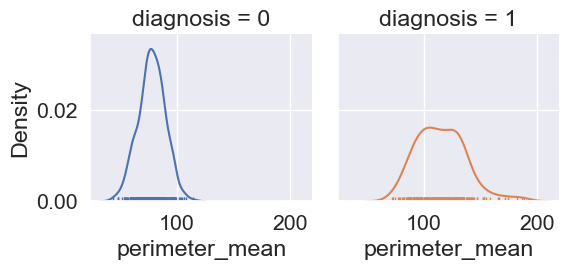 diagnosis = 0
diagnosis = 1
Density
0.02
0.00
100
200
100
200
perimeter_mean
perimeter_mean